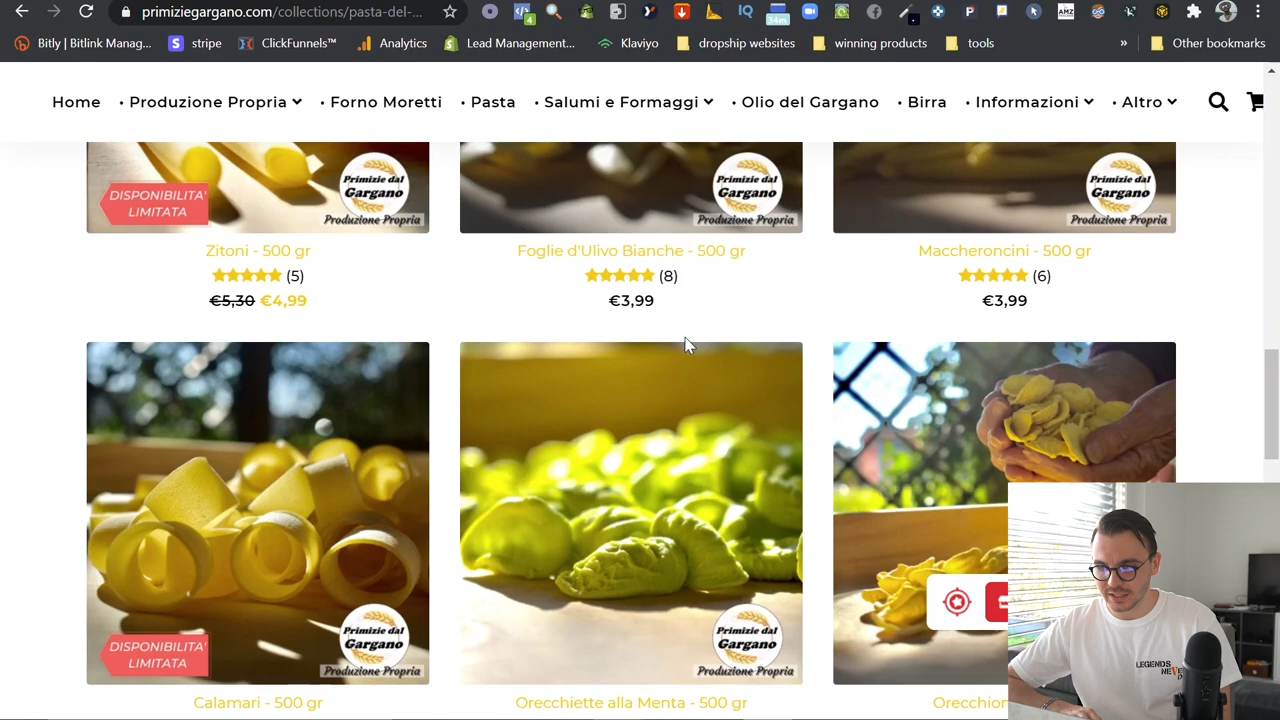 primiziegargano.com/collections/pasta-del-...
4
IQ
34m
AMZ
Bitly | Bitlink Manag...
stripe
ClickFunnels™
Analytics
Lead Management...
Klaviyo
dropship websites
winning products
tools
»
Other bookmarks
Home
• Produzione Propria
• Forno Moretti
• Pasta
• Salumi e Formaggi
• Olio del Gargano
• Birra
• Informazioni
• Altro
DISPONIBILITA'
LIMITATA
Primizie dal
Gargano
Produzione Propria
Primizie dal
Gargano
Produzione Propria
Primizie dal
Gargano
Produzione Propria
Zitoni - 500 gr
(5)
€5,30 €4,99
Foglie d'Ulivo Bianche - 500 gr
(8)
€3,99
Maccheroncini - 500 gr
(6)
€3,99
DISPONIBILITA'
LIMITATA
Primizie dal
Gargano
Produzione Propria
Primizie dal
Gargano
Produzione Propria
Calamari - 500 gr
Orecchiette alla Menta - 500 gr
Orecchion
LEGENDS